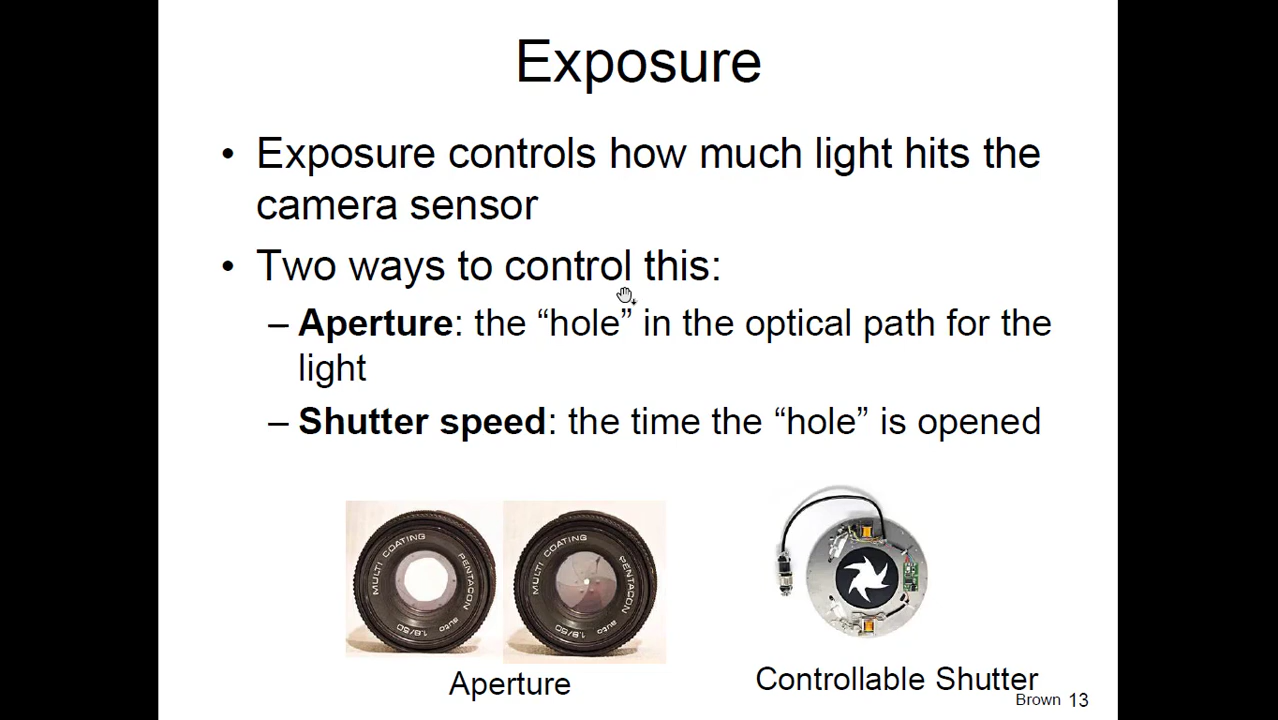 Exposure
• Exposure controls how much light hits the
camera sensor
• Two ways to control this:
– Aperture: the “hole” in the optical path for the
light
– Shutter speed: the time the “hole” is opened
MULTI COATING PENTACON auto 1.8/50
MULTI COATING PENTACON auto 1.8/50
Aperture
Controllable Shutter
Brown 13